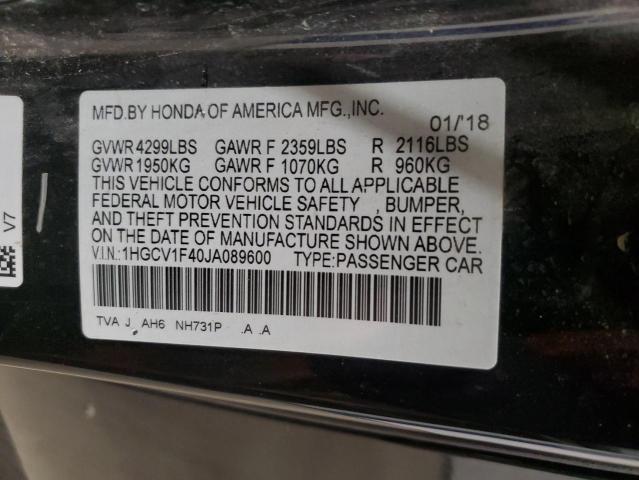 MFD.BY HONDA OF AMERICA MFG.,INC.
01/'18
GVWR 4299LBS GAWR F 2359LBS R 2116LBS
GVWR 1950KG GAWR F 1070KG R 960KG
THIS VEHICLE CONFORMS TO ALL APPLICABLE
FEDERAL MOTOR VEHICLE SAFETY , BUMPER,
AND THEFT PREVENTION STANDARDS IN EFFECT
ON THE DATE OF MANUFACTURE SHOWN ABOVE.
V.I.N.:1HGCV1F40JA089600 TYPE:PASSENGER CAR
TVA J, AH6 NH731P .A .A
V7